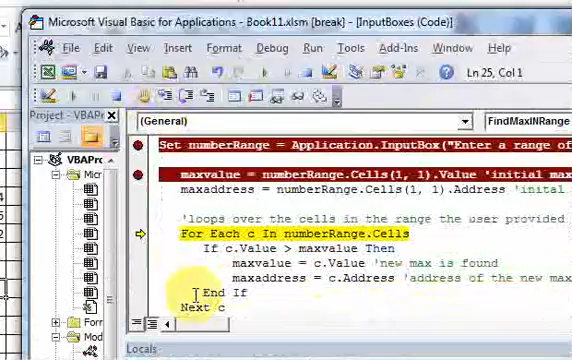 Microsoft Visual Basic for Applications - Book11.xlsm [break] - [InputBoxes (Code)]
File Edit View Insert Format Debug Run Tools Add-Ins Window Help
Ln 25, Col 1
Project - VBAPro
(General)
FindMaxINRange
VBAPro
Micr
Form
Mod
Set numberRange = Application.InputBox("Enter a range of
maxvalue = numberRange.Cells(1, 1).Value 'initial max
maxaddress = numberRange.Cells(1, 1).Address 'inital
'loops over the cells in the range the user provided
For Each c In numberRange.Cells
If c.Value > maxvalue Then
maxvalue = c.Value 'new max is found
maxaddress = c.Address 'address of the new max
End If
Next c
Locals